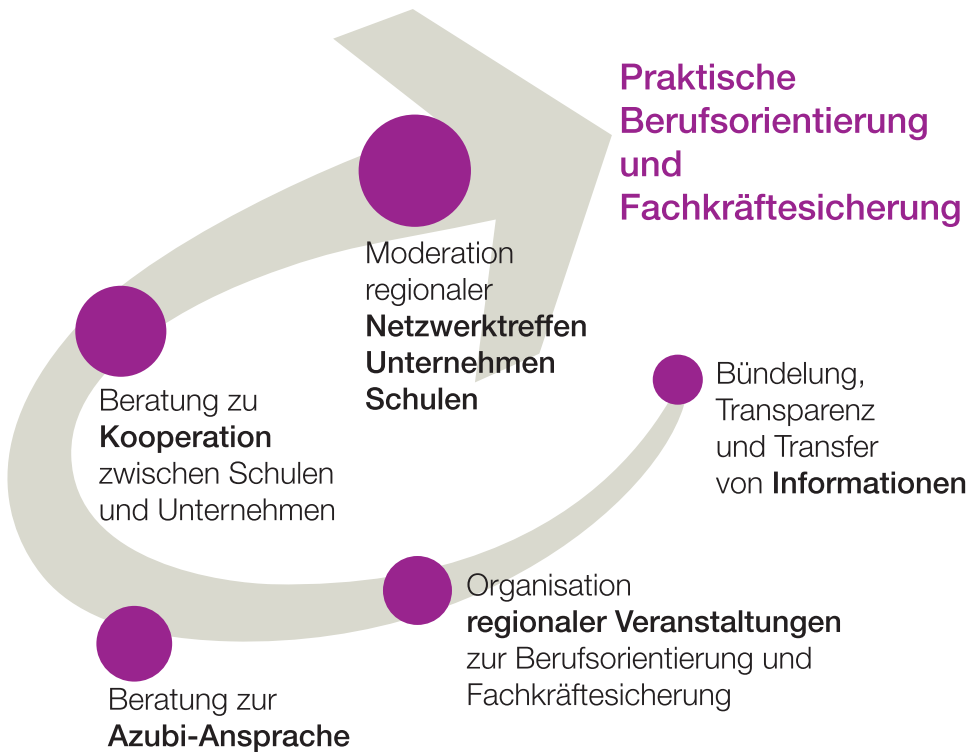 Praktische
Berufsorientierung
und
Fachkräftesicherung
Moderation
regionaler
Netzwerktreffen
Unternehmen
Schulen
Beratung zu
Kooperation
zwischen Schulen
und Unternehmen
Bündelung,
Transparenz
und Transfer
von Informationen
Organisation
regionaler Veranstaltungen
zur Berufsorientierung und
Fachkräftesicherung
Beratung zur
Azubi-Ansprache